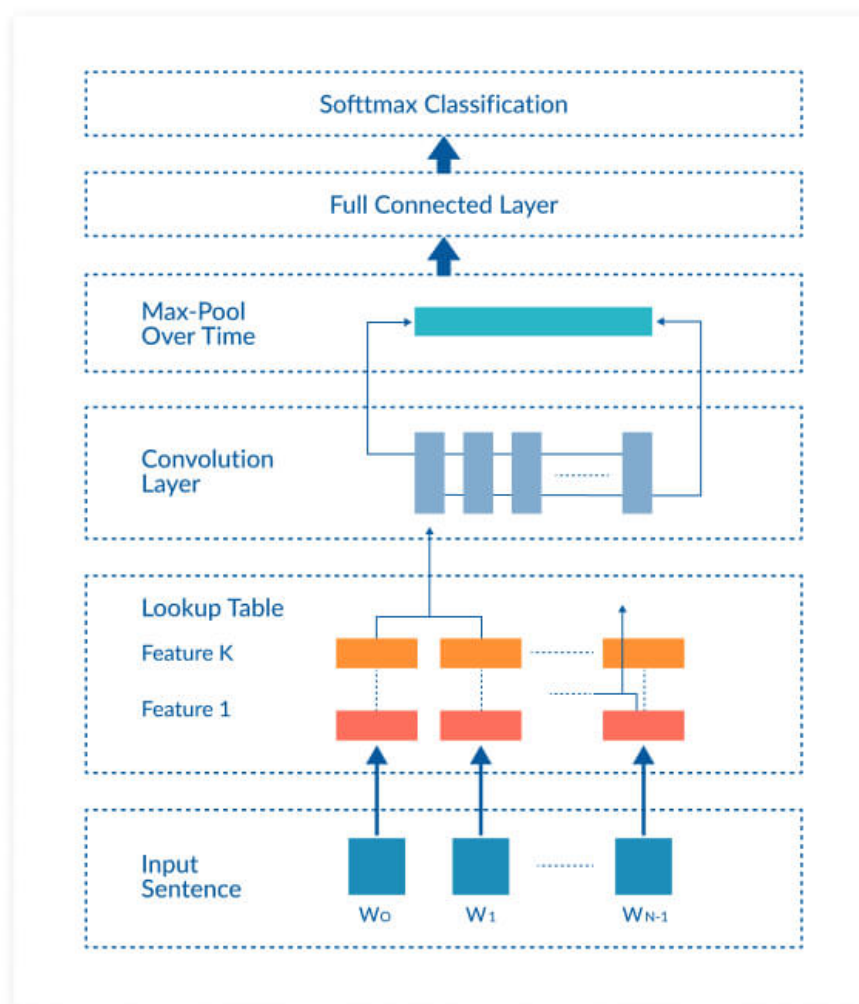 Softtmax Classification
Full Connected Layer
Max-Pool
Over Time
Convolution
Layer
Lookup Table
Feature K
Feature 1
Input
Sentence
WO W1 WN-1